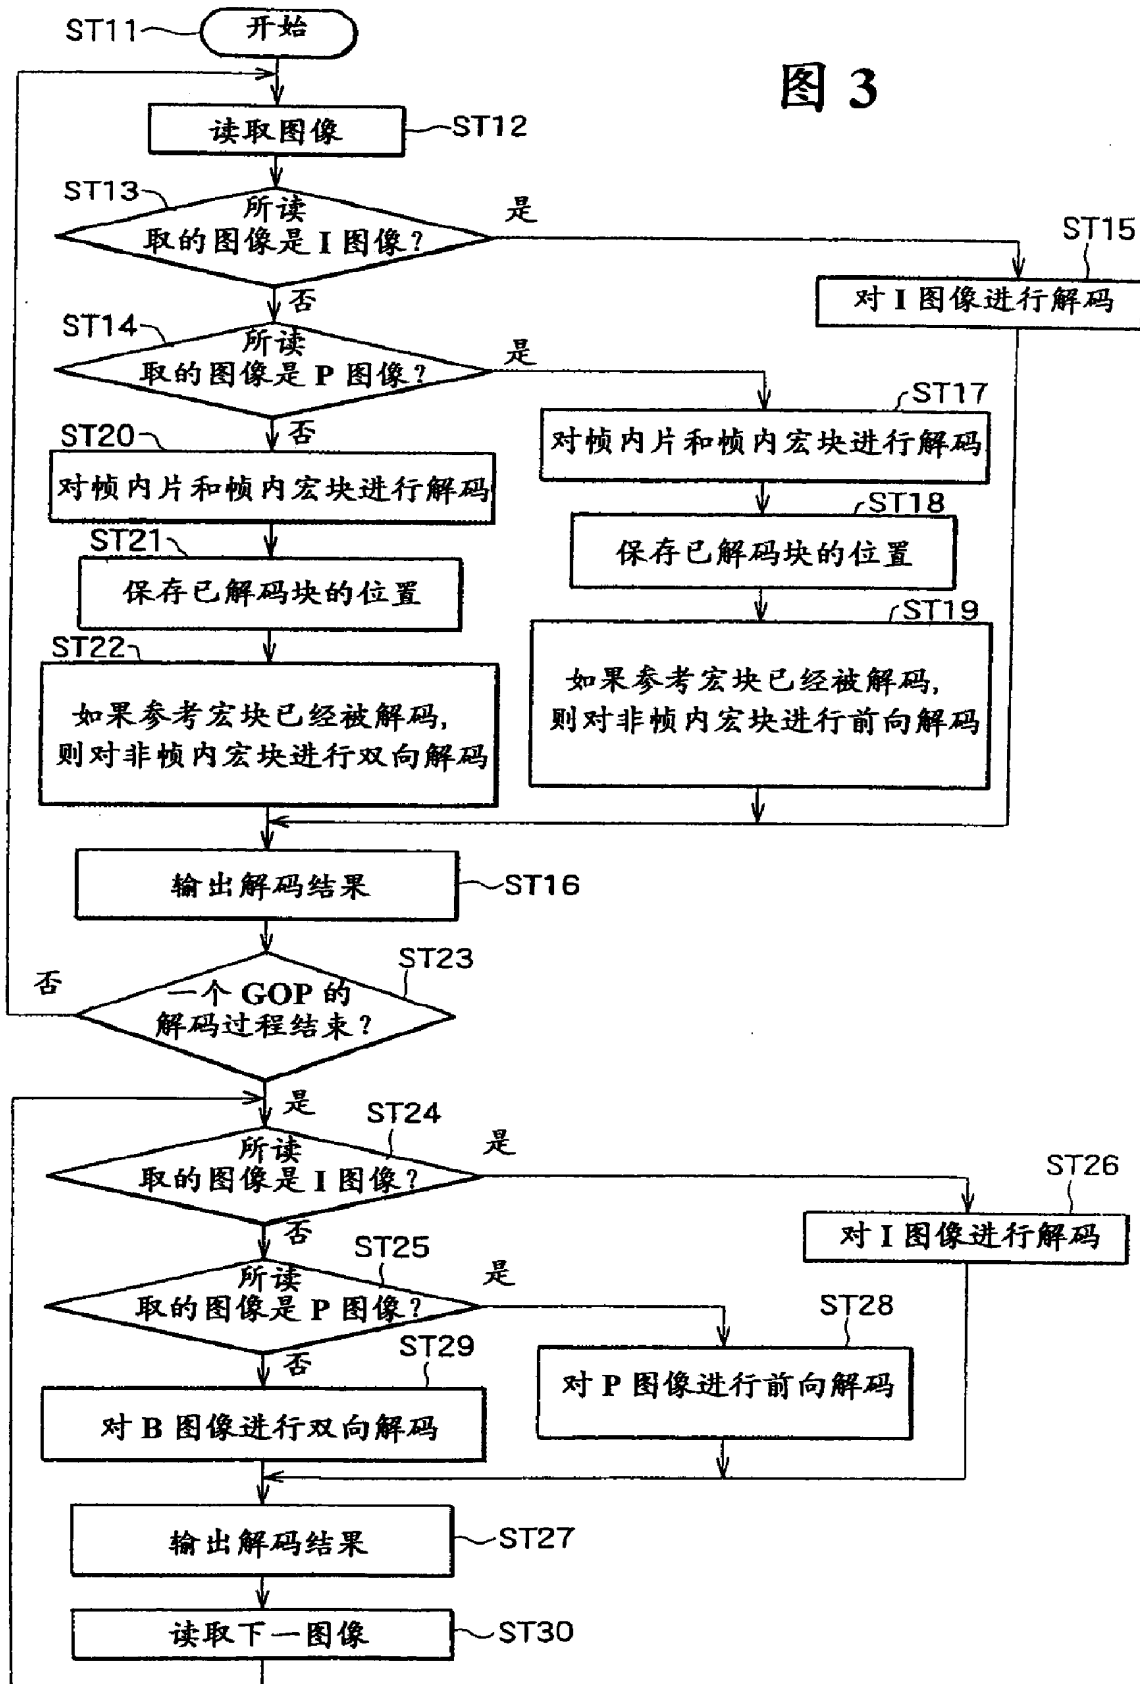 ST11
开始
图 3
读取图像
ST12
ST13
所读
取的图像是 I 图像?
是
ST15
对 I 图像进行解码
否
ST14
所读
取的图像是 P 图像?
是
ST17
对帧内片和帧内宏块进行解码
否
ST20
对帧内片和帧内宏块进行解码
ST18
保存已解码块的位置
ST21
保存已解码块的位置
ST19
如果参考宏块已经被解码,
则对非帧内宏块进行前向解码
ST22
如果参考宏块已经被解码,
则对非帧内宏块进行双向解码
输出解码结果
ST16
ST23
否
一个 GOP 的
解码过程结束?
是
ST24
所读
取的图像是 I 图像?
是
ST26
对 I 图像进行解码
否
ST25
所读
取的图像是 P 图像?
是
ST28
对 P 图像进行前向解码
否
ST29
对 B 图像进行双向解码
输出解码结果
ST27
读取下一图像
ST30